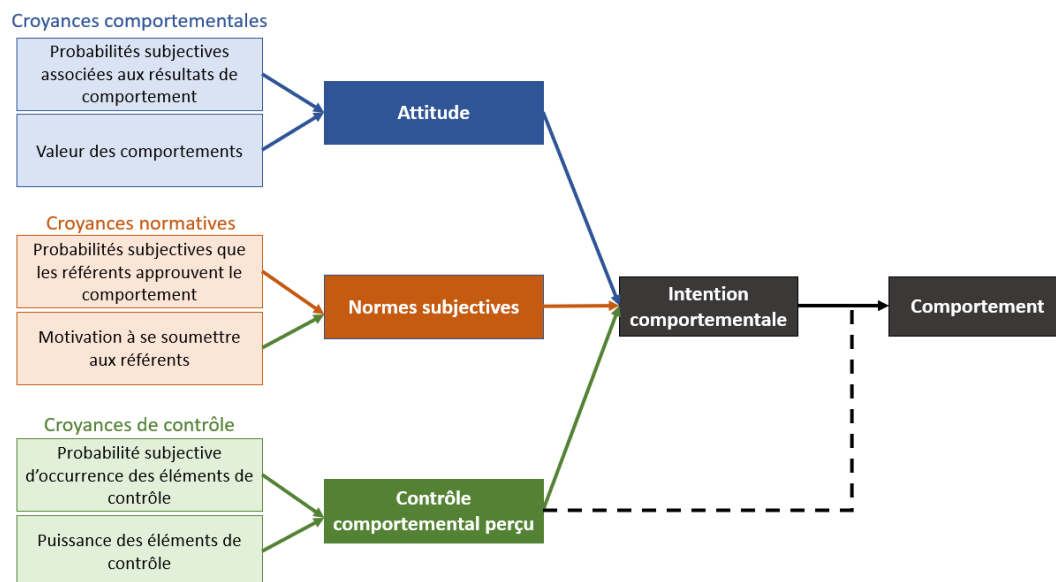 Croyances comportementales
Probabilités subjectives
associées aux résultats de
comportement
Valeur des comportements
Attitude
Croyances normatives
Probabilités subjectives que
les référents approuvent le
comportement
Motivation à se soumettre
aux référents
Normes subjectives
Intention
comportementale
Comportement
Croyances de contrôle
Probabilité subjective
d’occurrence des éléments de
contrôle
Puissance des éléments de
contrôle
Contrôle
comportemental perçu